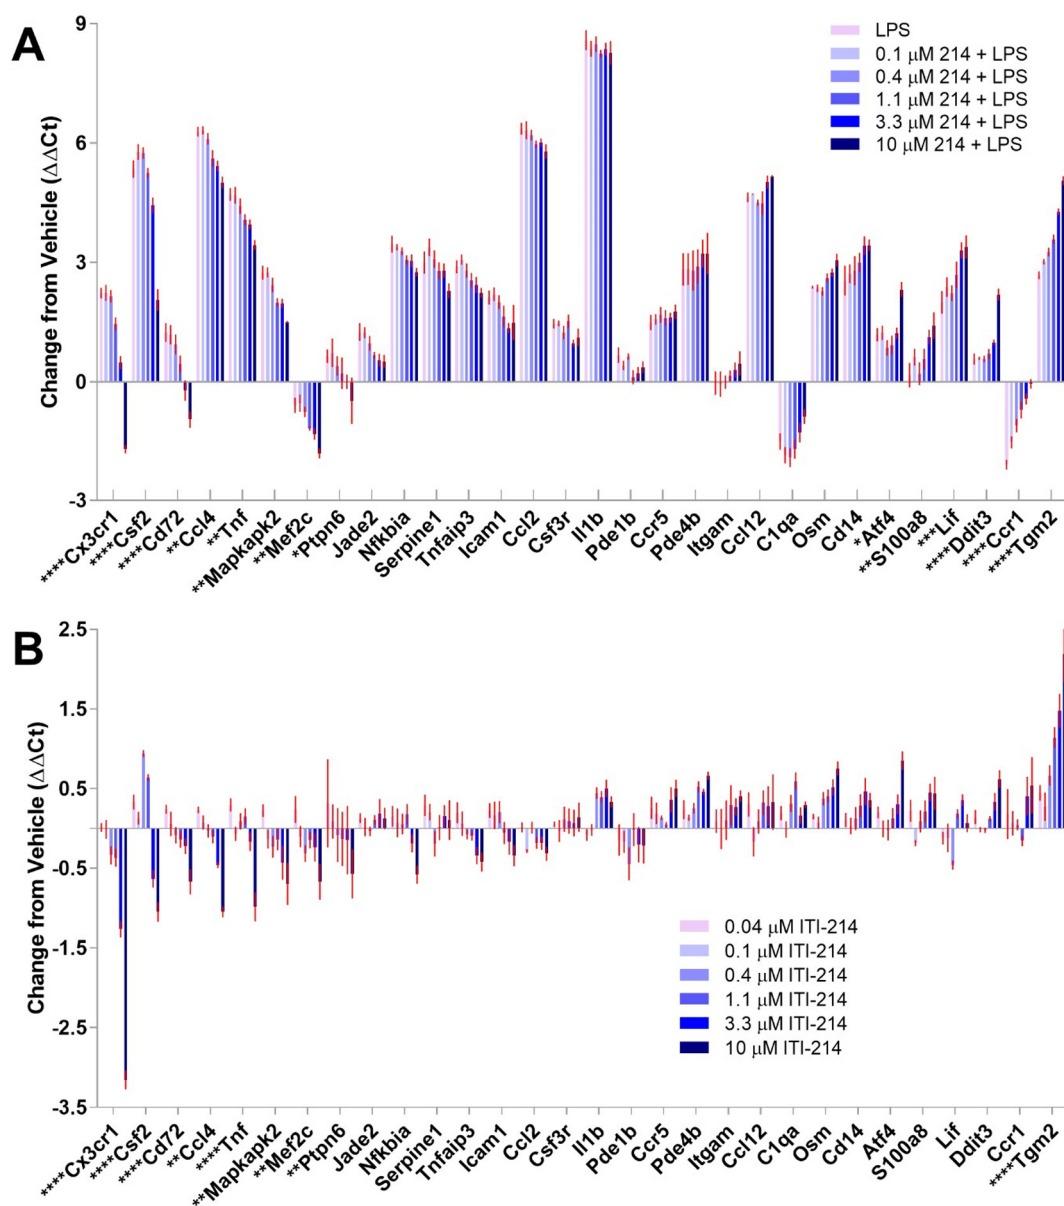 A
9
6
3
0
-3
Change from Vehicle (ΔΔCt)
LPS
0.1 μM 214 + LPS
0.4 μM 214 + LPS
1.1 μM 214 + LPS
3.3 μM 214 + LPS
10 μM 214 + LPS
****Cx3cr1
****Csf2
****Cd72
**Ccl4
**Tnf
**Mapkapk2
**Mef2c
*Ptpn6
Jade2
Nfkbia
Serpine1
Tnfaip3
Icam1
Ccl2
Csf3r
Il1b
Pde1b
Ccr5
Pde4b
Itgam
Ccl12
C1qa
Osm
Cd14
*Atf4
**S100a8
**Lif
****Ddit3
****Ccr1
****Tgm2
B
2.5
1.5
0.5
-0.5
-1.5
-2.5
-3.5
Change from Vehicle (ΔΔCt)
0.04 μM ITI-214
0.1 μM ITI-214
0.4 μM ITI-214
1.1 μM ITI-214
3.3 μM ITI-214
10 μM ITI-214
****Cx3cr1
****Csf2
****Cd72
**Ccl4
****Tnf
**Mapkapk2
**Mef2c
**Ptpn6
Jade2
Nfkbia
Serpine1
Tnfaip3
Icam1
Ccl2
Csf3r
Il1b
Pde1b
Ccr5
Pde4b
Itgam
Ccl12
C1qa
Osm
Cd14
Atf4
S100a8
Lif
Ddit3
Ccr1
****Tgm2